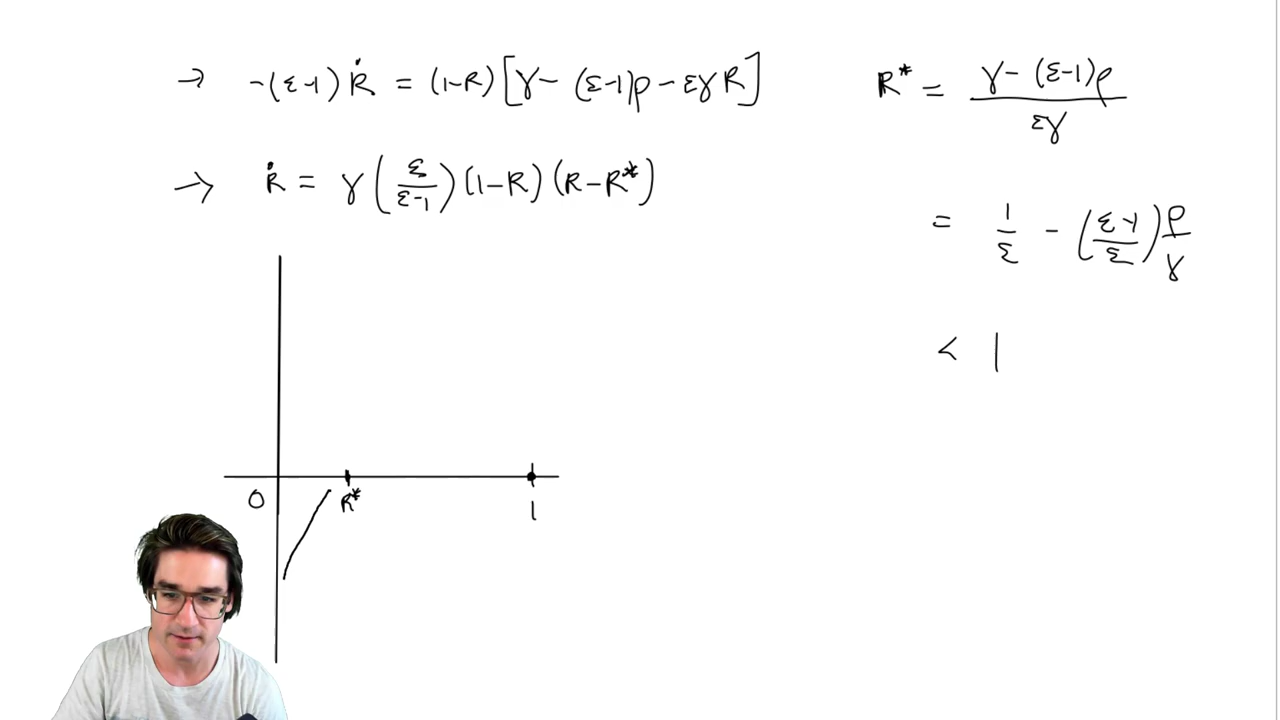 → -(ε-1)Ṙ = (1-R)[γ - (ε-1)ρ - εγR]
→ Ṙ = γ(ε/(ε-1))(1-R)(R-R*)
R* = (γ - (ε-1)ρ)/(εγ)
= 1/ε - ((ε-1)/ε)ρ/γ
< 1
0 R* 1